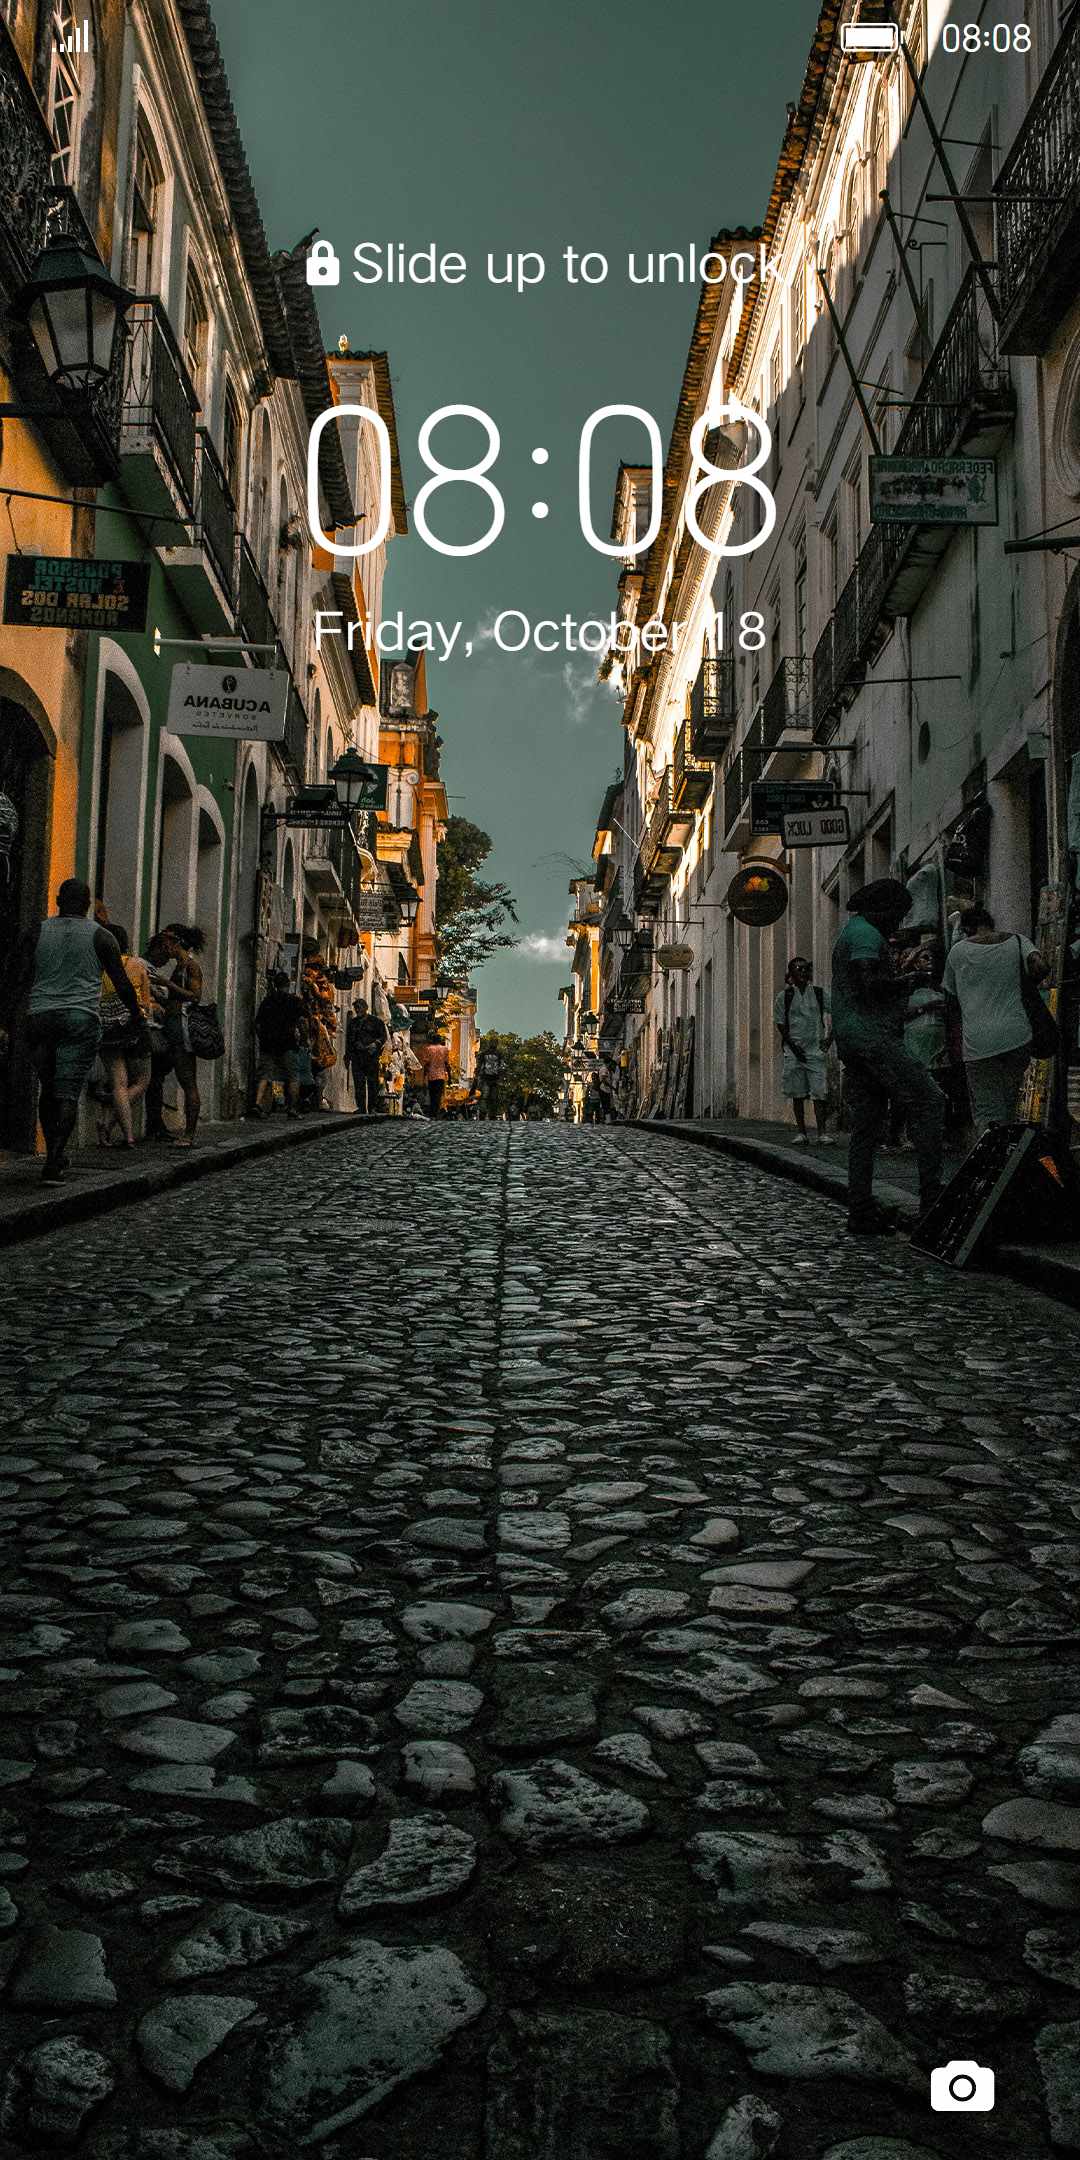 08:08
Slide up to unlock
08:08
Friday, October 18
FEDERAÇÃO
POUSADA
HOSTEL
SOLAR DOS
ROMANOS
ACUBANA
SORVETES
GOOD LUCK